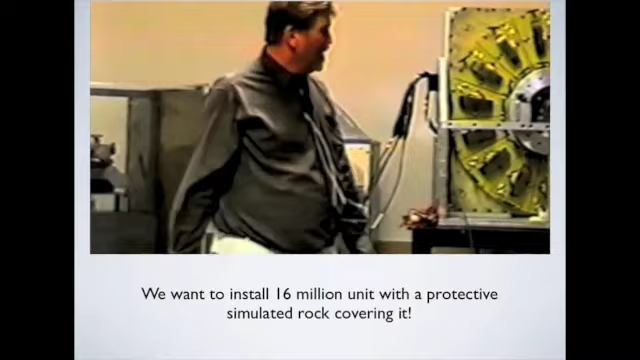 We want to install 16 million unit with a protective
simulated rock covering it!